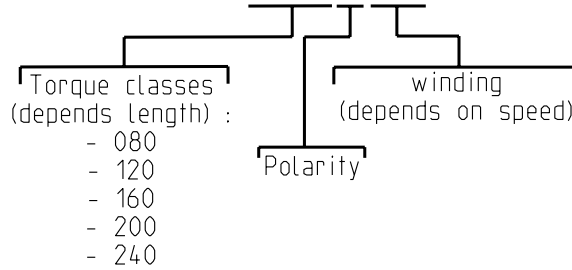 Torque classes
(depends length) :
- 080
- 120
- 160
- 200
- 240
Polarity
winding
(depends on speed)